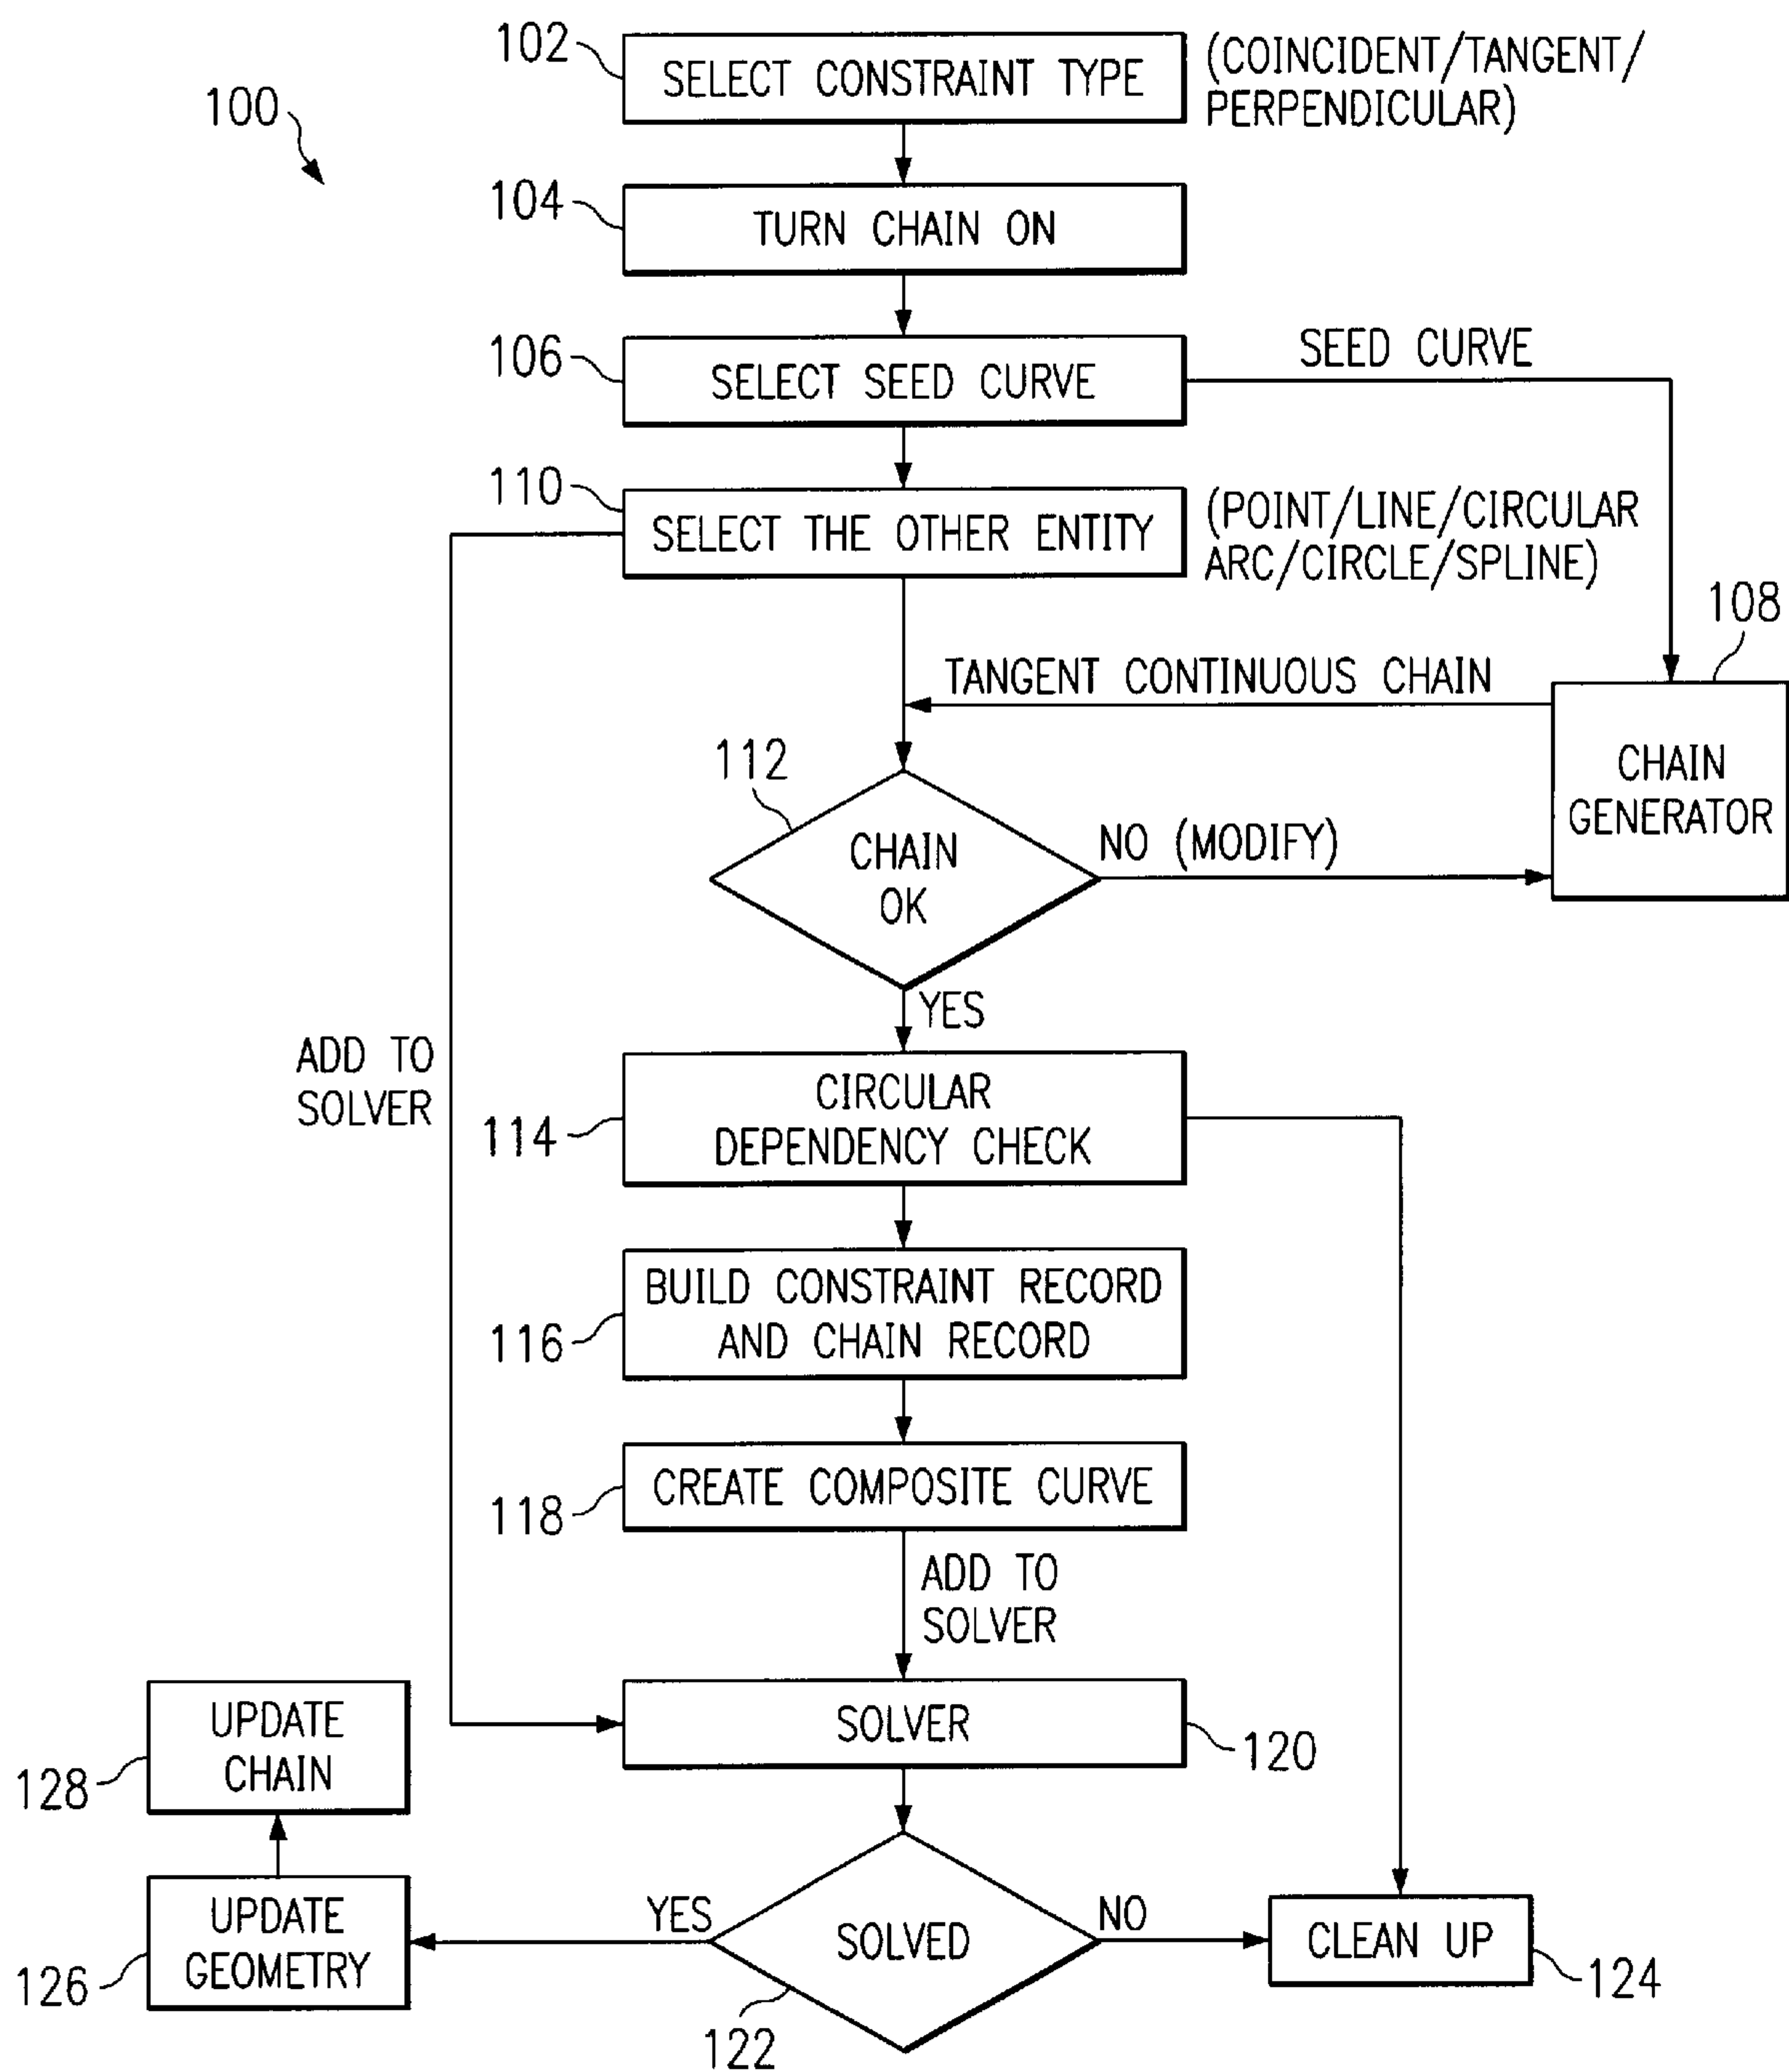 100
102
SELECT CONSTRAINT TYPE
(COINCIDENT/TANGENT/
PERPENDICULAR)
104
TURN CHAIN ON
106
SELECT SEED CURVE
SEED CURVE
110
SELECT THE OTHER ENTITY
(POINT/LINE/CIRCULAR
ARC/CIRCLE/SPLINE)
108
CHAIN
GENERATOR
TANGENT CONTINUOUS CHAIN
112
CHAIN
OK
NO (MODIFY)
YES
ADD TO
SOLVER
114
CIRCULAR
DEPENDENCY CHECK
116
BUILD CONSTRAINT RECORD
AND CHAIN RECORD
118
CREATE COMPOSITE CURVE
ADD TO
SOLVER
SOLVER
120
UPDATE
CHAIN
128
UPDATE
GEOMETRY
126
YES
SOLVED
122
NO
CLEAN UP
124